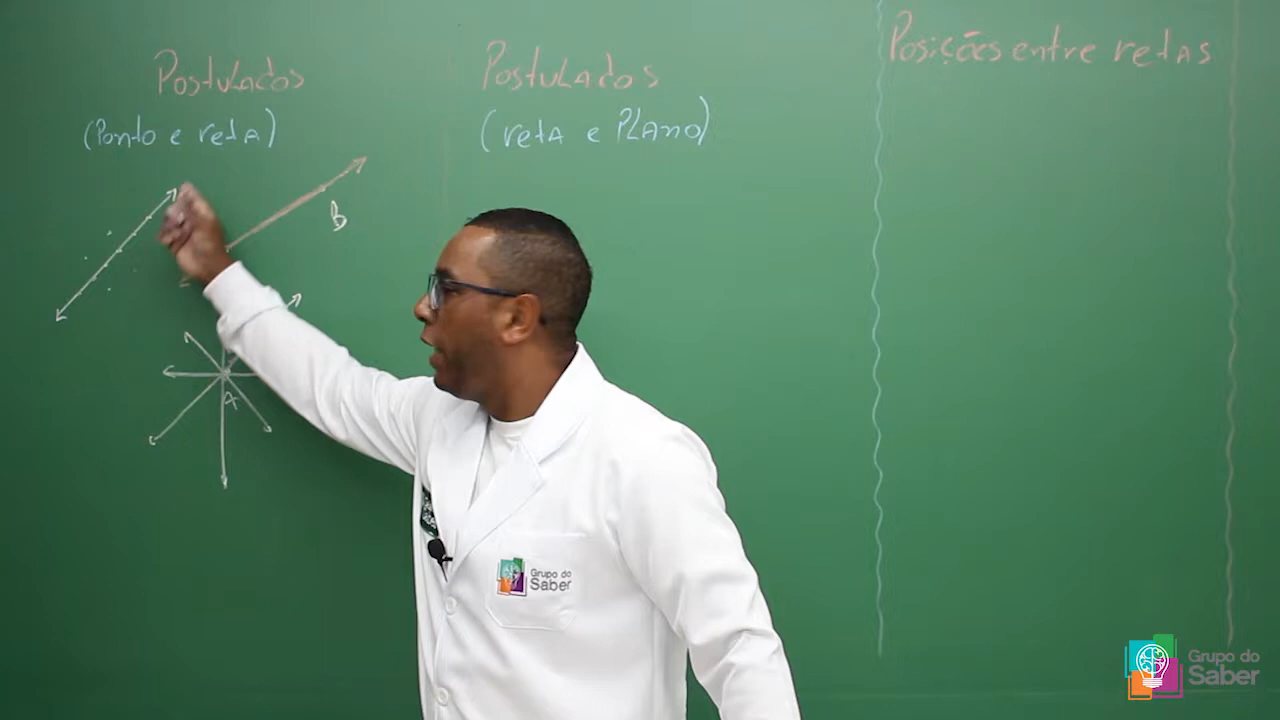 Postulados
(Ponto e reta)
B
A
Postulados
(reta e Plano)
Posições entre retas
Grupo do
Saber
Grupo do
Saber